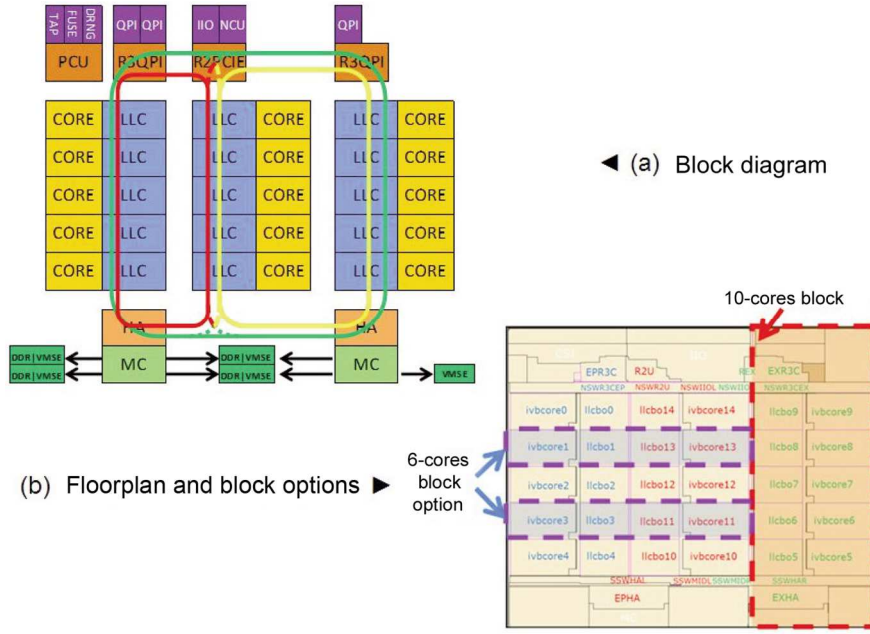 TAP FUSE DRNG QPI QPI IIO NCU QPI
PCU R3QPI R2PCIE R3QPI
CORE LLC LLC CORE LLC CORE
CORE LLC LLC CORE LLC CORE
CORE LLC LLC CORE LLC CORE
CORE LLC LLC CORE LLC CORE
CORE LLC LLC CORE LLC CORE
HA HA
MC MC
DDR|VMSE DDR|VMSE
DDR|VMSE DDR|VMSE VMSE
◄ (a) Block diagram
10-cores block
EPR3C R2U REX EXR3C
NSWR3CEP NSWR2U NSWIIOL NSWIIO NSWR3CEX
ivbcore0 llcbo0 llcbo14 ivbcore14 llcbo9 ivbcore9
ivbcore1 llcbo1 llcbo13 ivbcore13 llcbo8 ivbcore8
ivbcore2 llcbo2 llcbo12 ivbcore12 llcbo7 ivbcore7
ivbcore3 llcbo3 llcbo11 ivbcore11 llcbo6 ivbcore6
ivbcore4 llcbo4 llcbo10 ivbcore10 llcbo5 ivbcore5
SSWHAL SSWMIDL SSWMIDR SSWHAR
EPHA EXHA
MC
(b) Floorplan and block options ►
6-cores
block
option